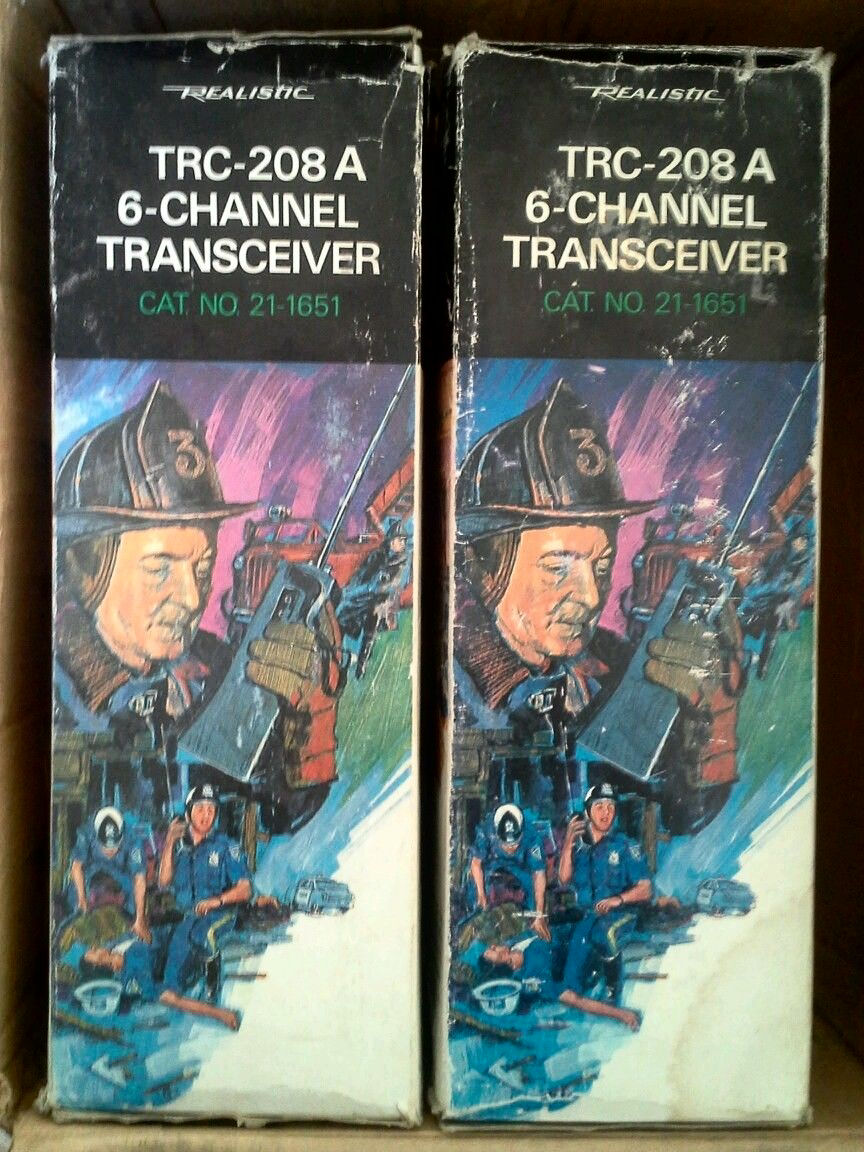 REALISTIC
TRC-208 A
6-CHANNEL
TRANSCEIVER
CAT. NO. 21-1651
3
REALISTIC
TRC-208 A
6-CHANNEL
TRANSCEIVER
CAT. NO. 21-1651
3